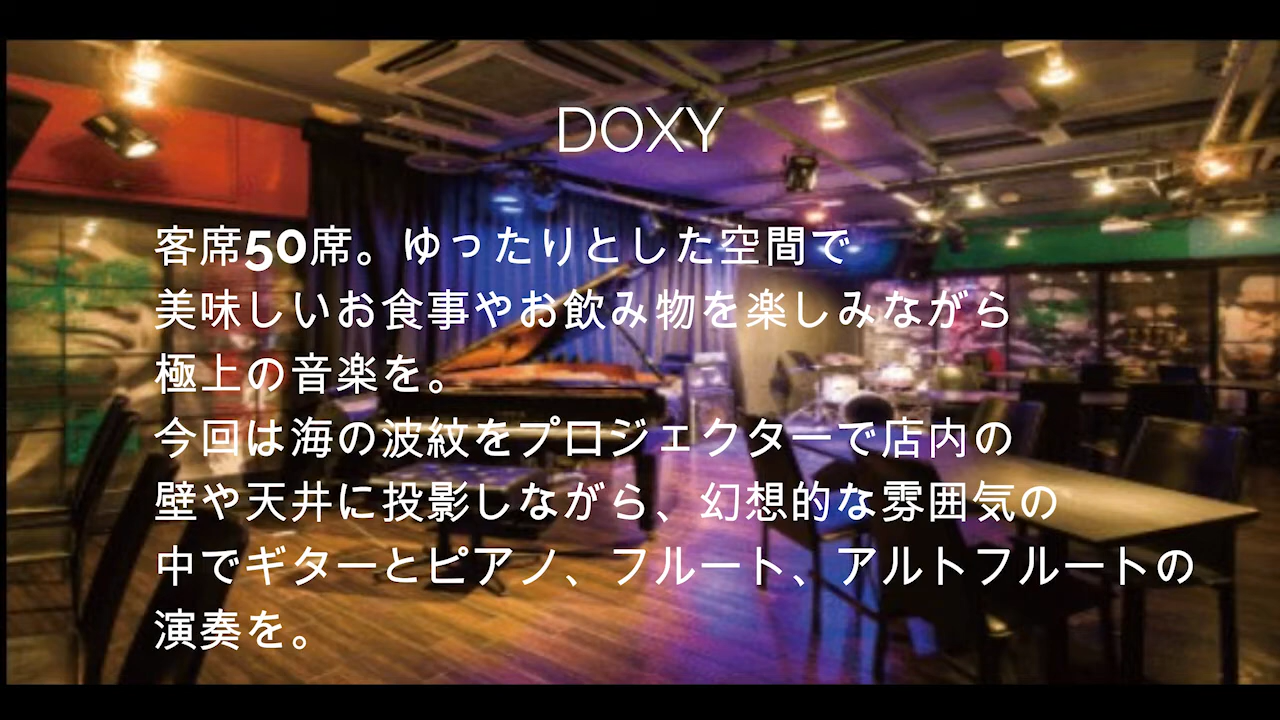 DOXY
客席50席。ゆったりとした空間で
美味しいお食事やお飲み物を楽しみながら
極上の音楽を。
今回は海の波紋をプロジェクターで店内の
壁や天井に投影しながら、幻想的な雰囲気の
中でギターとピアノ、フルート、アルトフルートの
演奏を。